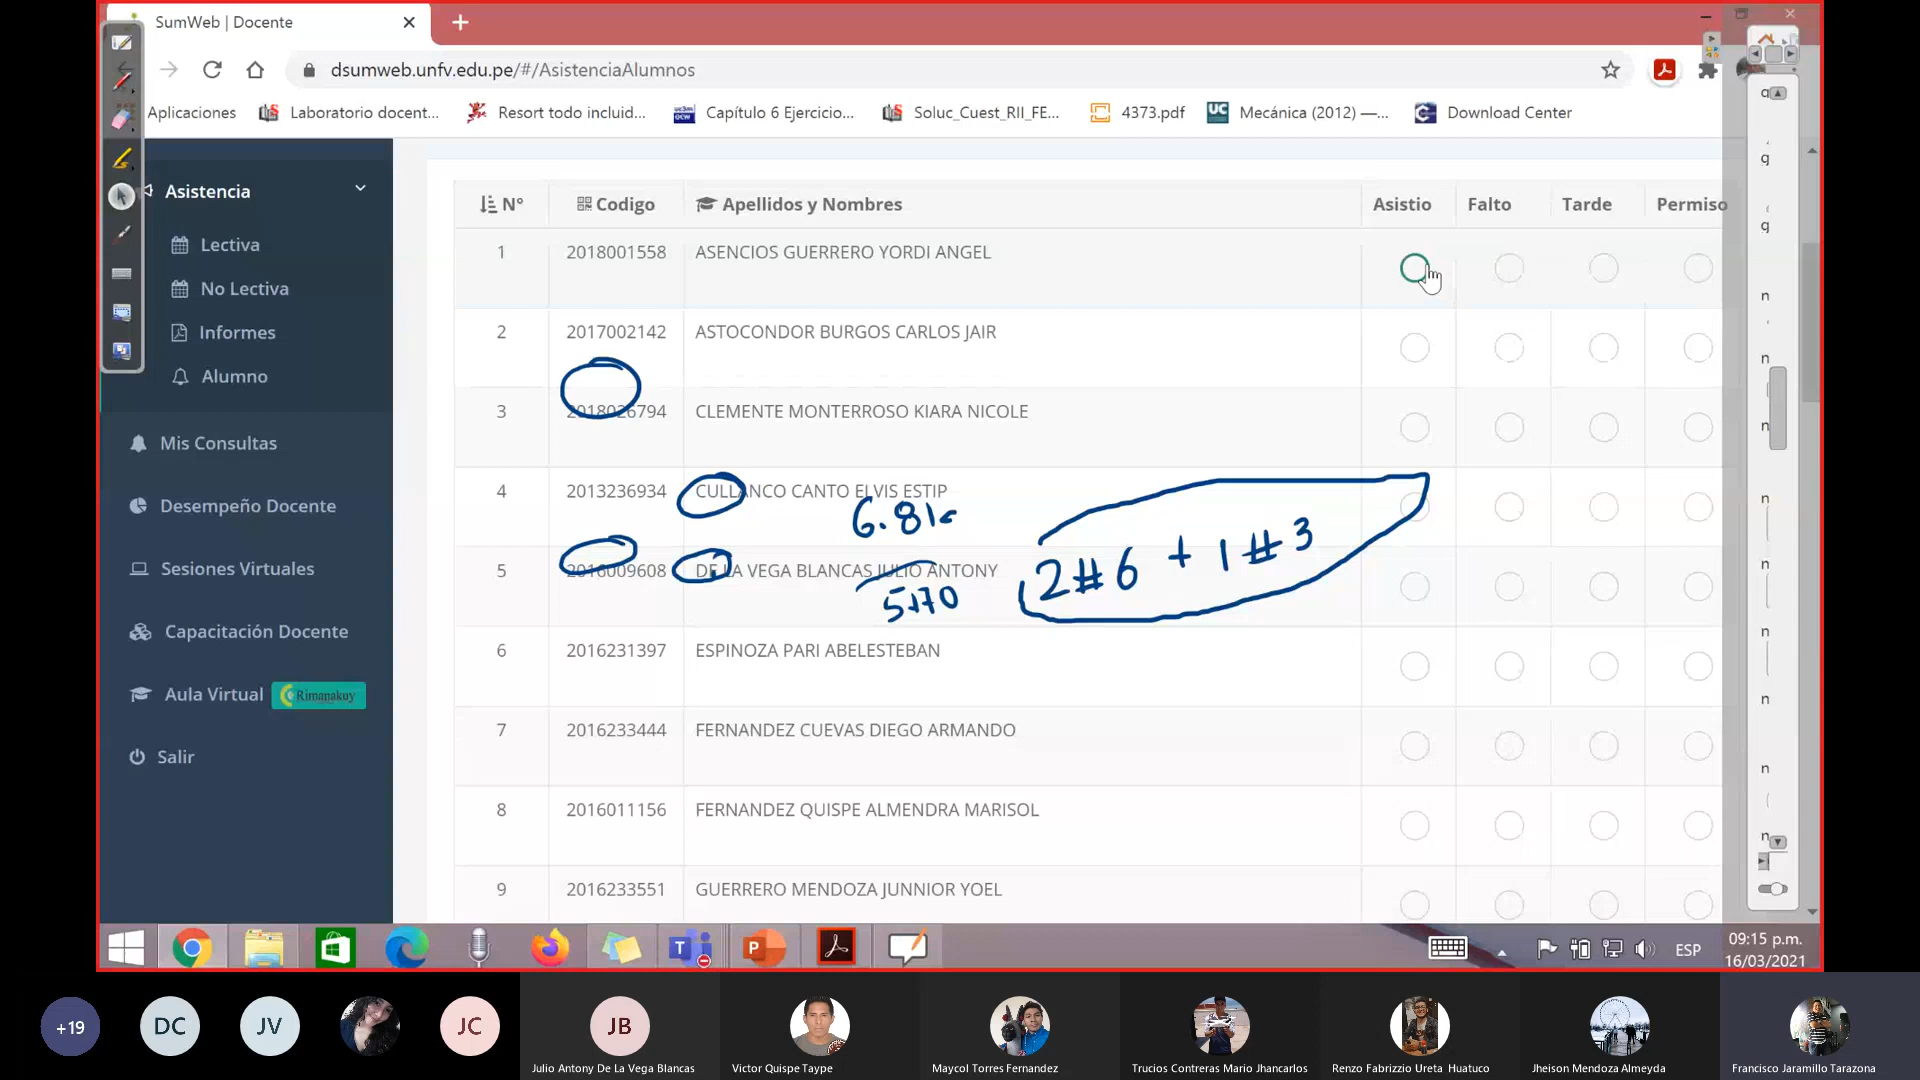 SumWeb | Docente
dsumweb.unfv.edu.pe/#/AsistenciaAlumnos
Aplicaciones Laboratorio docent... Resort todo incluid... Capítulo 6 Ejercicio... Soluc_Cuest_RII_FE... 4373.pdf Mecánica (2012) —... Download Center
Asistencia
Lectiva
No Lectiva
Informes
Alumno
Mis Consultas
Desempeño Docente
Sesiones Virtuales
Capacitación Docente
Aula Virtual Rimanakuy
Salir
N° Codigo Apellidos y Nombres Asistio Falto Tarde Permiso
1 2018001558 ASENCIOS GUERRERO YORDI ANGEL
2 2017002142 ASTOCONDOR BURGOS CARLOS JAIR
3 2018026794 CLEMENTE MONTERROSO KIARA NICOLE
4 2013236934 CULLANCO CANTO ELVIS ESTIP
6.81
2#6 + 1#3
5 2016009608 DE LA VEGA BLANCAS JULIO ANTONY
6 2016231397 ESPINOZA PARI ABELESTEBAN
7 2016233444 FERNANDEZ CUEVAS DIEGO ARMANDO
8 2016011156 FERNANDEZ QUISPE ALMENDRA MARISOL
9 2016233551 GUERRERO MENDOZA JUNNIOR YOEL
ESP
09:15 p.m.
16/03/2021
+19 DC JV JC JB
Julio Antony De La Vega Blancas Victor Quispe Taype Maycol Torres Fernandez Trucios Contreras Mario Jhancarlos Renzo Fabrizzio Ureta Huatuco Jheison Mendoza Almeyda Francisco Jaramillo Tarazona